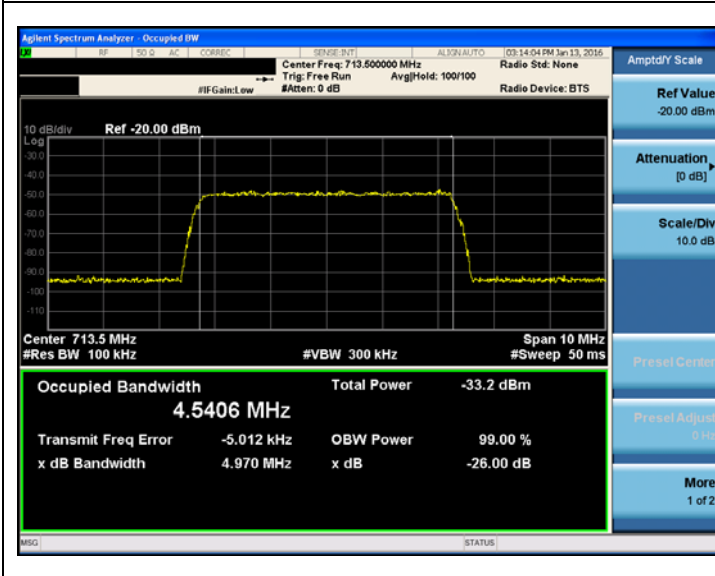 Agilent Spectrum Analyzer - Occupied BW
RF 50 Ω AC CORREC SENSE:INT ALIGN AUTO 03:14:04 PM Jan 13, 2016
Center Freq: 713.500000 MHz Radio Std: None
Trig: Free Run Avg|Hold: 100/100
#IFGain:Low #Atten: 0 dB Radio Device: BTS
10 dB/div Ref -20.00 dBm
Log
-30.0
-40.0
-50.0
-60.0
-70.0
-80.0
-90.0
-100
-110
Center 713.5 MHz Span 10 MHz
#Res BW 100 kHz #VBW 300 kHz #Sweep 50 ms
Occupied Bandwidth Total Power -33.2 dBm
4.5406 MHz
Transmit Freq Error -5.012 kHz OBW Power 99.00 %
x dB Bandwidth 4.970 MHz x dB -26.00 dB
MSG STATUS
Amptd/Y Scale
Ref Value
-20.00 dBm
Attenuation
[0 dB]
Scale/Div
10.0 dB
Presel Center
Presel Adjust
0 Hz
More
1 of 2